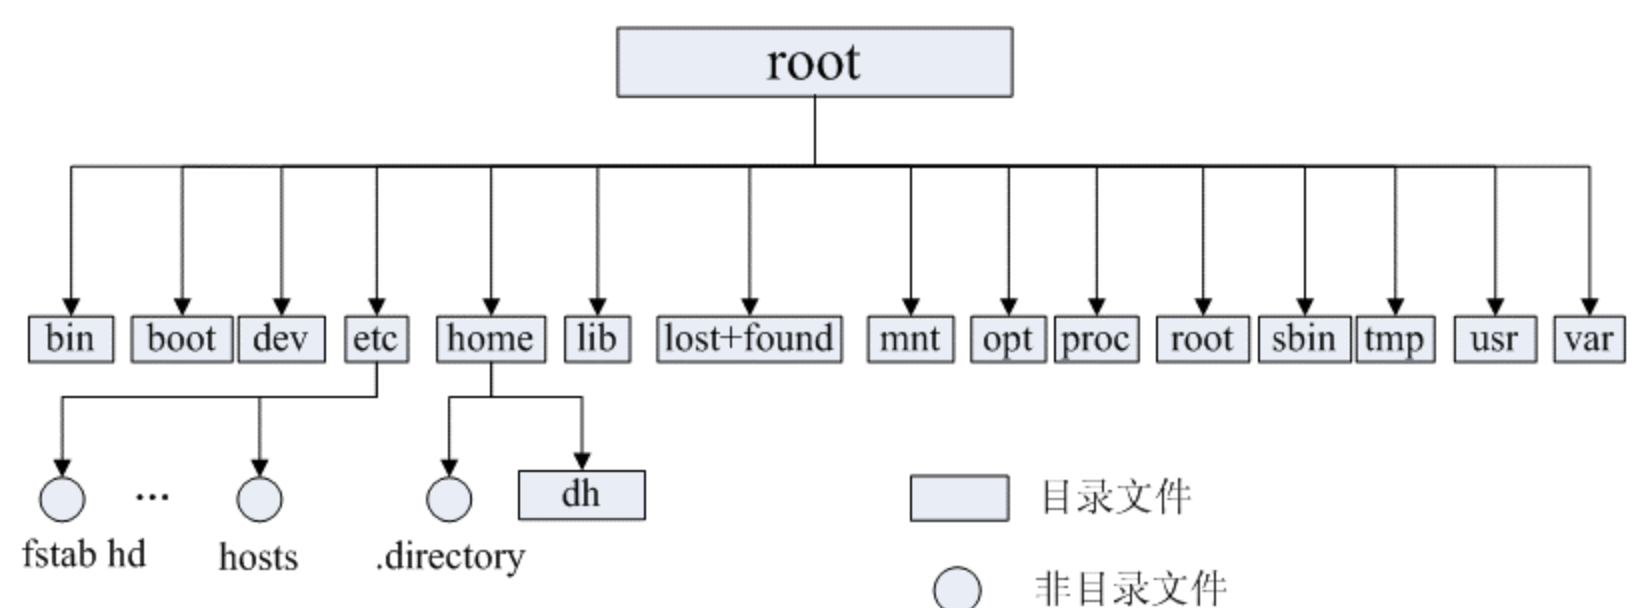 root
bin boot dev etc home lib lost+found mnt opt proc root sbin tmp usr var
... dh 目录文件
fstab hd hosts .directory
非目录文件